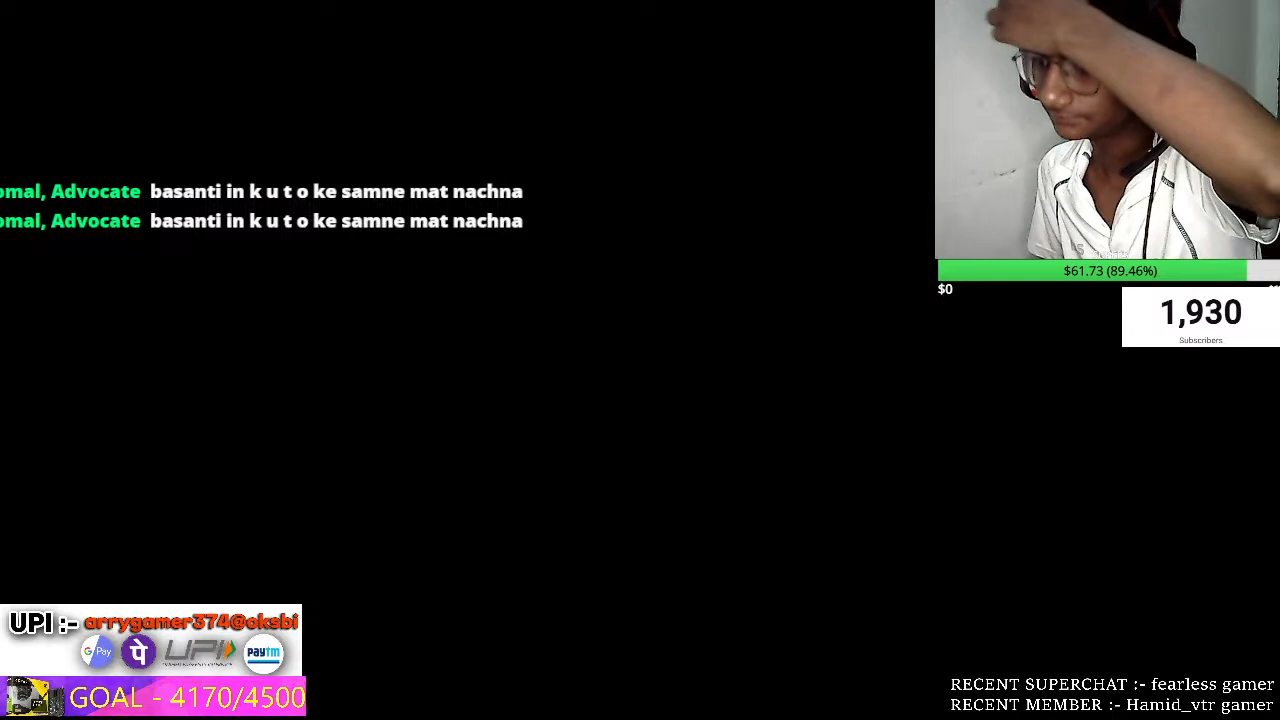 omal, Advocate basanti in k u t o ke samne mat nachna
omal, Advocate basanti in k u t o ke samne mat nachna
$61.73 (89.46%)
$0
1,930
Subscribers
UPI :- arrygamer374@oksbi
G Pay पे UPI paytm
GOAL - 4170/4500
RECENT SUPERCHAT :- fearless gamer
RECENT MEMBER :- Hamid_vtr gamer